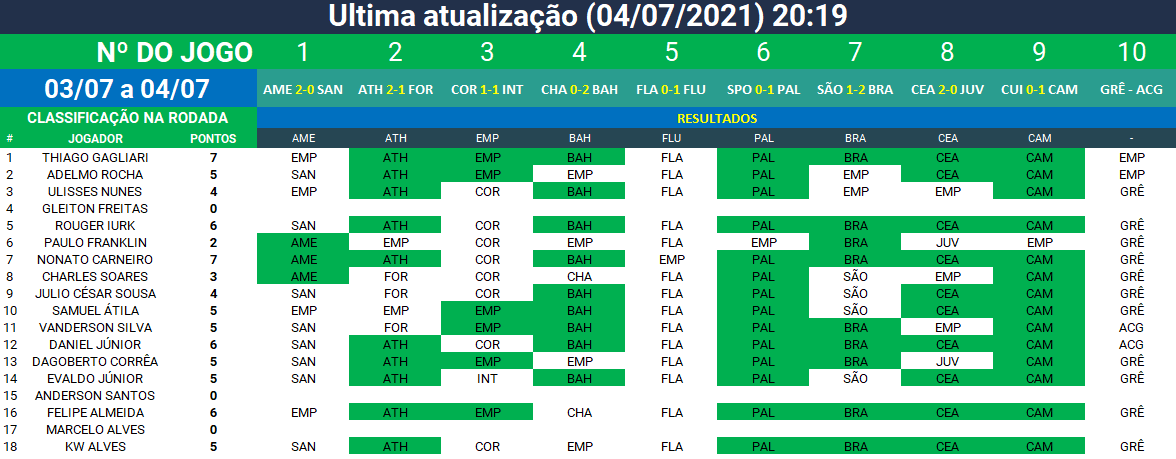 Ultima atualização (04/07/2021) 20:19
Nº DO JOGO 1 2 3 4 5 6 7 8 9 10
03/07 a 04/07 AME 2-0 SAN ATH 2-1 FOR COR 1-1 INT CHA 0-2 BAH FLA 0-1 FLU SPO 0-1 PAL SÃO 1-2 BRA CEA 2-0 JUV CUI 0-1 CAM GRÊ - ACG
CLASSIFICAÇÃO NA RODADA RESULTADOS
# JOGADOR PONTOS AME ATH EMP BAH FLU PAL BRA CEA CAM -
1 THIAGO GAGLIARI 7 EMP ATH EMP BAH FLA PAL BRA CEA CAM EMP
2 ADELMO ROCHA 5 SAN ATH EMP EMP FLA PAL EMP CEA CAM EMP
3 ULISSES NUNES 4 EMP ATH COR BAH FLA PAL EMP EMP CAM GRÊ
4 GLEITON FREITAS 0
5 ROUGER IURK 6 SAN ATH COR BAH FLA PAL BRA CEA CAM GRÊ
6 PAULO FRANKLIN 2 AME EMP COR EMP FLA EMP BRA JUV EMP GRÊ
7 NONATO CARNEIRO 7 AME ATH COR BAH EMP PAL BRA CEA CAM GRÊ
8 CHARLES SOARES 3 AME FOR COR CHA FLA PAL SÃO EMP CAM GRÊ
9 JULIO CÉSAR SOUSA 4 SAN FOR COR BAH FLA PAL SÃO CEA CAM GRÊ
10 SAMUEL ÁTILA 5 EMP EMP EMP BAH FLA PAL SÃO CEA CAM GRÊ
11 VANDERSON SILVA 5 SAN FOR EMP BAH FLA PAL BRA EMP CAM ACG
12 DANIEL JÚNIOR 6 SAN ATH COR BAH FLA PAL BRA CEA CAM ACG
13 DAGOBERTO CORRÊA 5 SAN ATH EMP EMP FLA PAL BRA JUV CAM GRÊ
14 EVALDO JÚNIOR 5 SAN ATH INT BAH FLA PAL SÃO CEA CAM GRÊ
15 ANDERSON SANTOS 0
16 FELIPE ALMEIDA 6 EMP ATH EMP CHA FLA PAL BRA CEA CAM GRÊ
17 MARCELO ALVES 0
18 KW ALVES 5 SAN ATH COR EMP FLA PAL BRA CEA CAM GRÊ